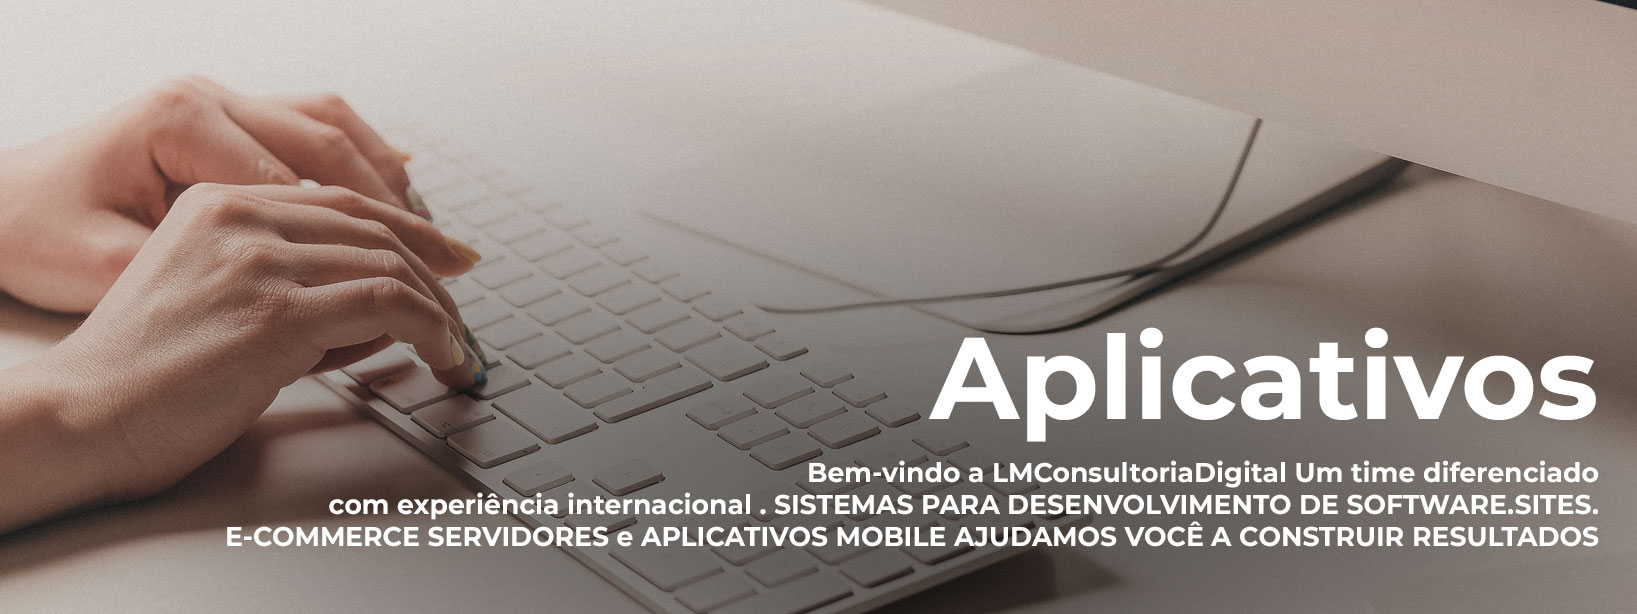 Aplicativos
Bem-vindo a LMConsultoriaDigital Um time diferenciado
com experiência internacional . SISTEMAS PARA DESENVOLVIMENTO DE SOFTWARE.SITES.
E-COMMERCE SERVIDORES e APLICATIVOS MOBILE AJUDAMOS VOCÊ A CONSTRUIR RESULTADOS